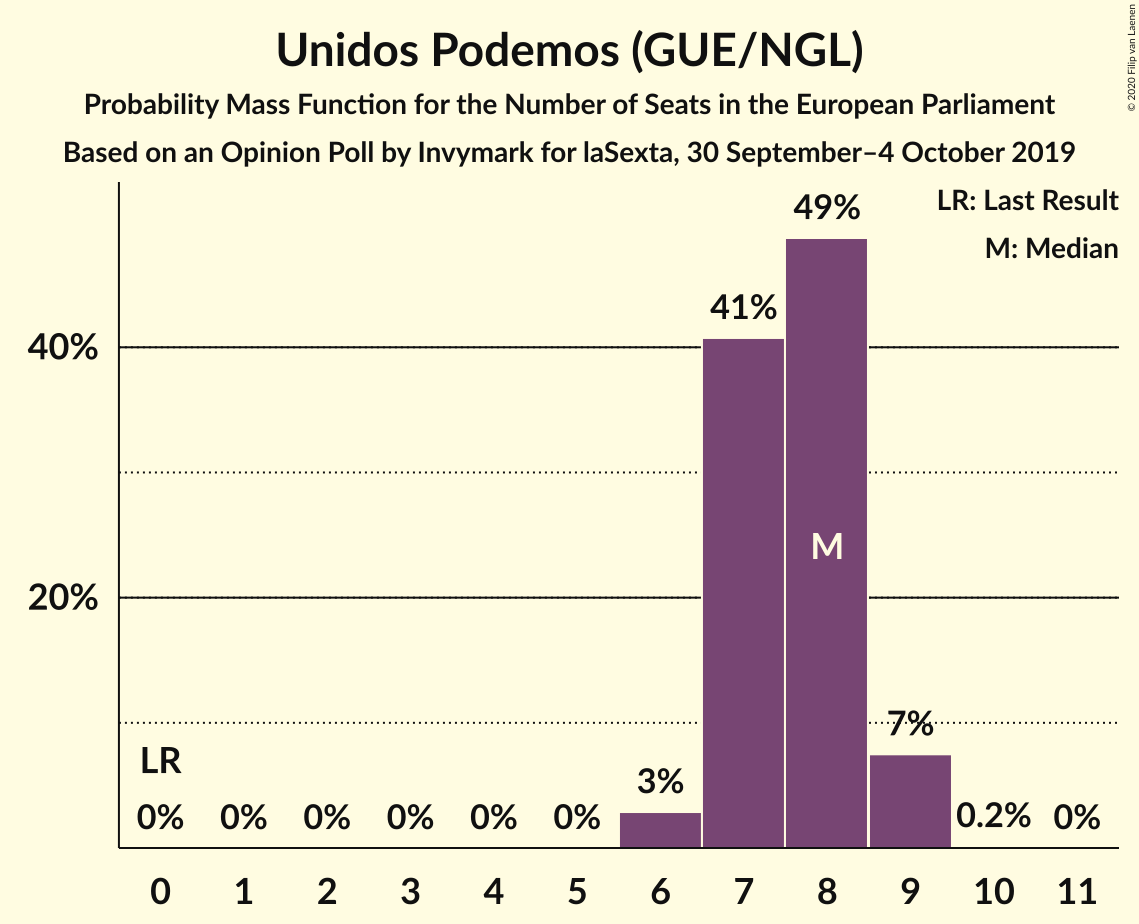 Unidos Podemos (GUE/NGL)
Probability Mass Function for the Number of Seats in the European Parliament
Based on an Opinion Poll by Invymark for laSexta, 30 September–4 October 2019
© 2020 Filip van Laenen
LR: Last Result
M: Median
49%
41%
40%
M
20%
7%
LR
3%
0% 0% 0% 0% 0% 0% 0.2% 0%
0 1 2 3 4 5 6 7 8 9 10 11